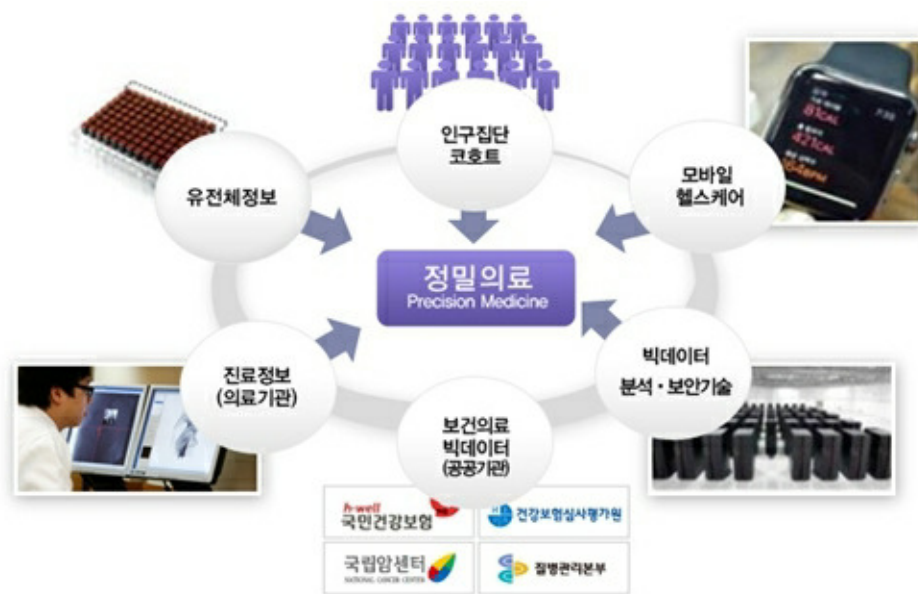 인구집단
코호트
유전체정보
모바일
헬스케어
7:33
81CAL
421CAL
정밀의료
Precision Medicine
진료정보
(의료기관)
빅데이터
분석·보안기술
보건의료
빅데이터
(공공기관)
h-well
국민건강보험
건강보험심사평가원
국립암센터
NATIONAL CANCER CENTER
질병관리본부